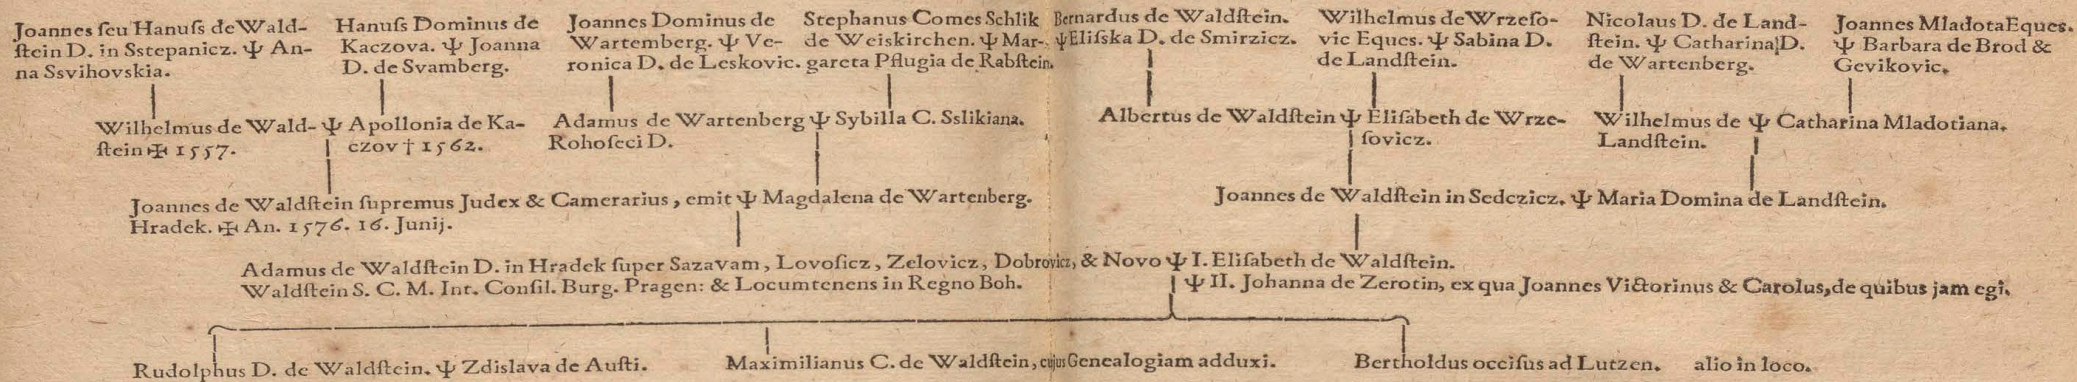 Joannes ſeu Hanuſs de Wald-
ſtein D. in Sstepanicz. Ψ An-
na Ssvihovskia.
Hanuſs Dominus de
Kaczova. Ψ Joanna
D. de Svamberg.
Joannes Dominus de
Wartemberg. Ψ Ve-
ronica D. de Leskovic.
Stephanus Comes Schlik
de Weiskirchen. Ψ Mar-
gareta Pflugia de Rabſtein.
Bernardus de Waldſtein.
Ψ Eliſska D. de Smirzicz.
Wilhelmus de Wrzeſo-
vic Eques. Ψ Sabina D.
de Landſtein.
Nicolaus D. de Land-
ſtein. Ψ Catharina D.
de Wartenberg.
Joannes Mladota Eques.
Ψ Barbara de Brod &
Gevikovic.
Wilhelmus de Wald- Ψ Apollonia de Ka-
ſtein ✠ 1557. czov † 1562.
Adamus de Wartenberg Ψ Sybilla C. Sslikiana.
Rohoſeci D.
Albertus de Waldſtein Ψ Eliſabeth de Wrze-
ſovicz.
Wilhelmus de Ψ Catharina Mladotiana.
Landſtein.
Joannes de Waldſtein ſupremus Judex & Camerarius, emit Ψ Magdalena de Wartenberg.
Hradek. ✠ An. 1576. 16. Junij.
Joannes de Waldſtein in Sedczicz. Ψ Maria Domina de Landſtein.
Adamus de Waldſtein D. in Hradek ſuper Sazavam, Lovoſicz, Zelovicz, Dobrovicz, & Novo Ψ I. Eliſabeth de Waldſtein.
Waldſtein S. C. M. Int. Conſil. Burg. Pragen: & Locumtenens in Regno Boh. Ψ II. Johanna de Zerotin, ex qua Joannes Victorinus & Carolus, de quibus jam egi.
Rudolphus D. de Waldſtein. Ψ Zdislava de Auſti. Maximilianus C. de Waldſtein, cujus Genealogiam adduxi. Bertholdus occiſus ad Lutzen. alio in loco.